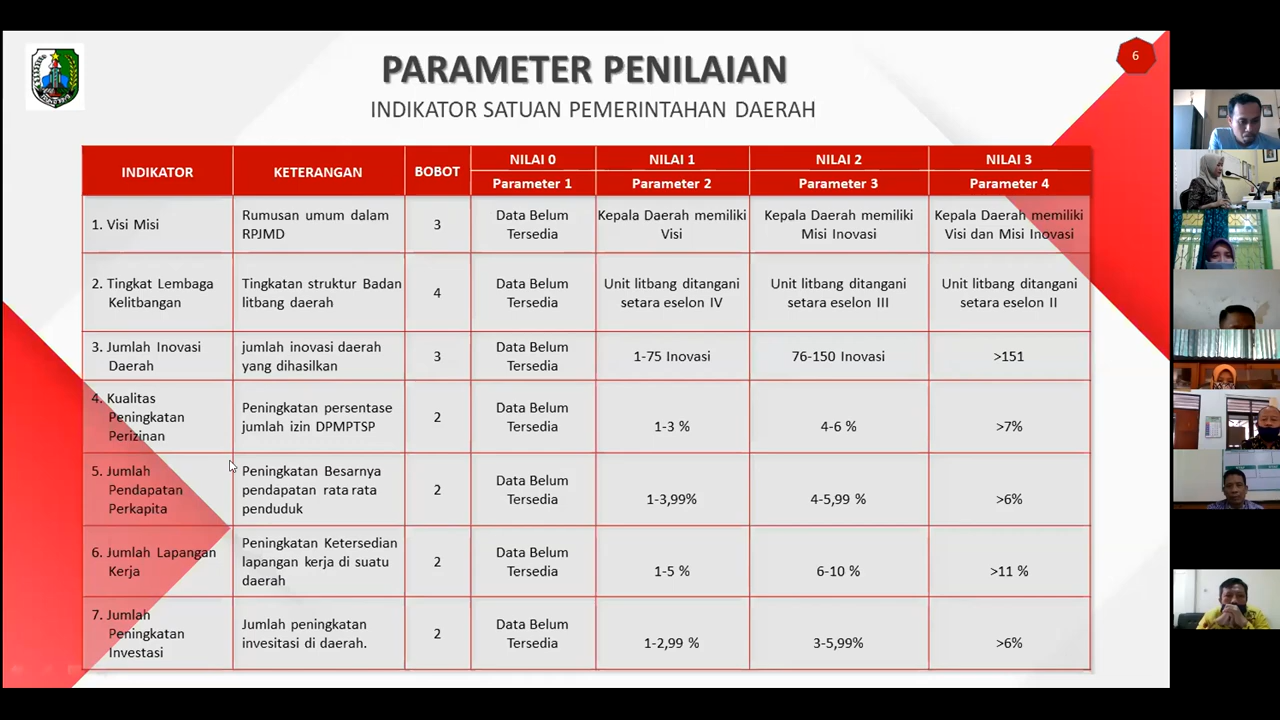 PARAMETER PENILAIAN
INDIKATOR SATUAN PEMERINTAHAN DAERAH
6
INDIKATOR
KETERANGAN
BOBOT
NILAI 0
NILAI 1
NILAI 2
NILAI 3
Parameter 1
Parameter 2
Parameter 3
Parameter 4
1. Visi Misi
Rumusan umum dalam
RPJMD
3
Data Belum
Tersedia
Kepala Daerah memiliki
Visi
Kepala Daerah memiliki
Misi Inovasi
Kepala Daerah memiliki
Visi dan Misi Inovasi
2. Tingkat Lembaga
Kelitbangan
Tingkatan struktur Badan
litbang daerah
4
Data Belum
Tersedia
Unit litbang ditangani
setara eselon IV
Unit litbang ditangani
setara eselon III
Unit litbang ditangani
setara eselon II
3. Jumlah Inovasi
Daerah
jumlah inovasi daerah
yang dihasilkan
3
Data Belum
Tersedia
1-75 Inovasi
76-150 Inovasi
>151
4. Kualitas
Peningkatan
Perizinan
Peningkatan persentase
jumlah izin DPMPTSP
2
Data Belum
Tersedia
1-3 %
4-6 %
>7%
5. Jumlah
Pendapatan
Perkapita
Peningkatan Besarnya
pendapatan rata rata
penduduk
2
Data Belum
Tersedia
1-3,99%
4-5,99 %
>6%
6. Jumlah Lapangan
Kerja
Peningkatan Ketersedian
lapangan kerja di suatu
daerah
2
Data Belum
Tersedia
1-5 %
6-10 %
>11 %
7. Jumlah
Peningkatan
Investasi
Jumlah peningkatan
invesitasi di daerah.
2
Data Belum
Tersedia
1-2,99 %
3-5,99%
>6%